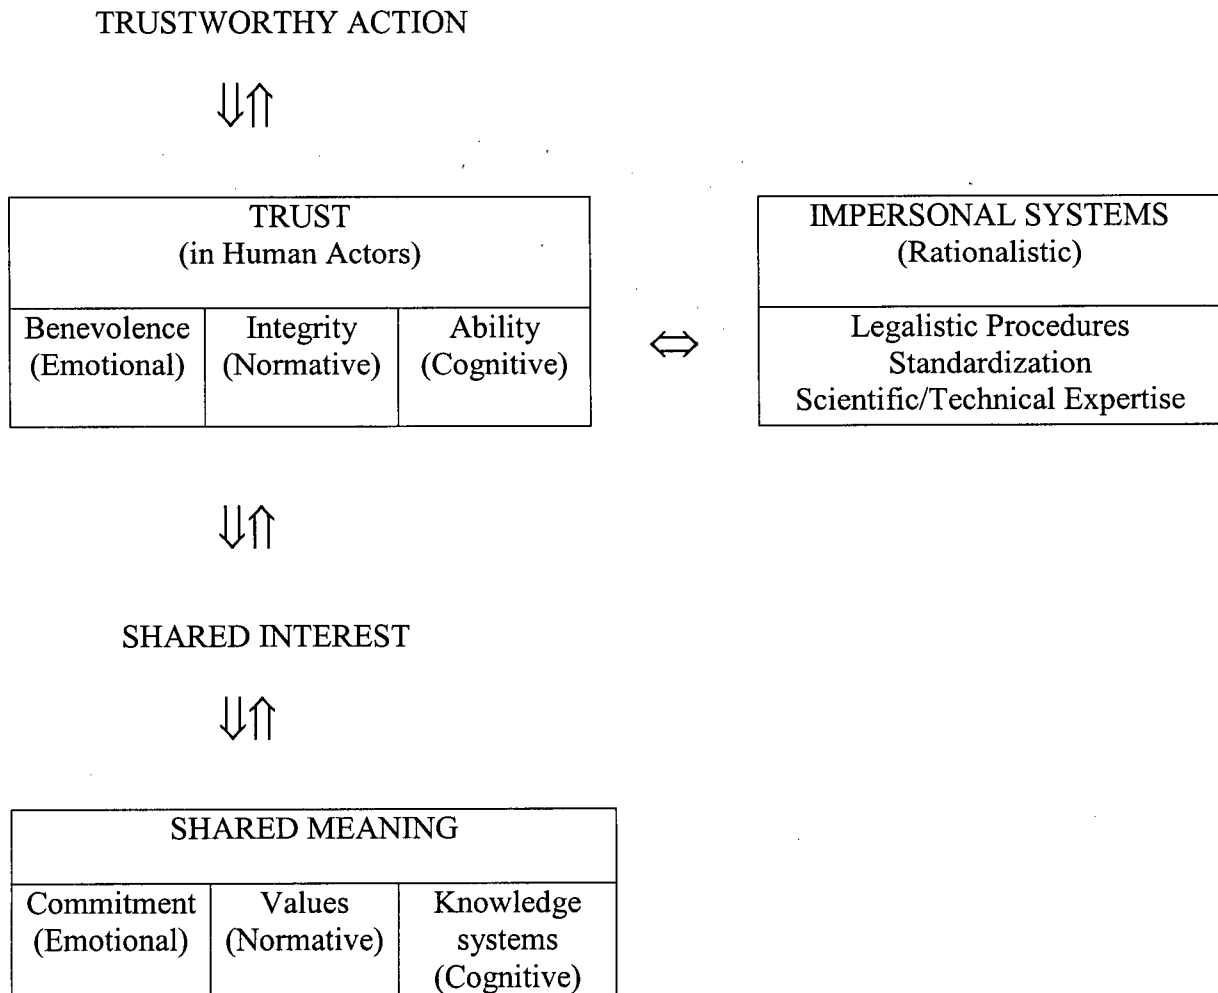 TRUSTWORTHY ACTION
⇓⇑
TRUST
(in Human Actors)
Benevolence
(Emotional)
Integrity
(Normative)
Ability
(Cognitive)
⇔
IMPERSONAL SYSTEMS
(Rationalistic)
Legalistic Procedures
Standardization
Scientific/Technical Expertise
⇓⇑
SHARED INTEREST
⇓⇑
SHARED MEANING
Commitment
(Emotional)
Values
(Normative)
Knowledge
systems
(Cognitive)